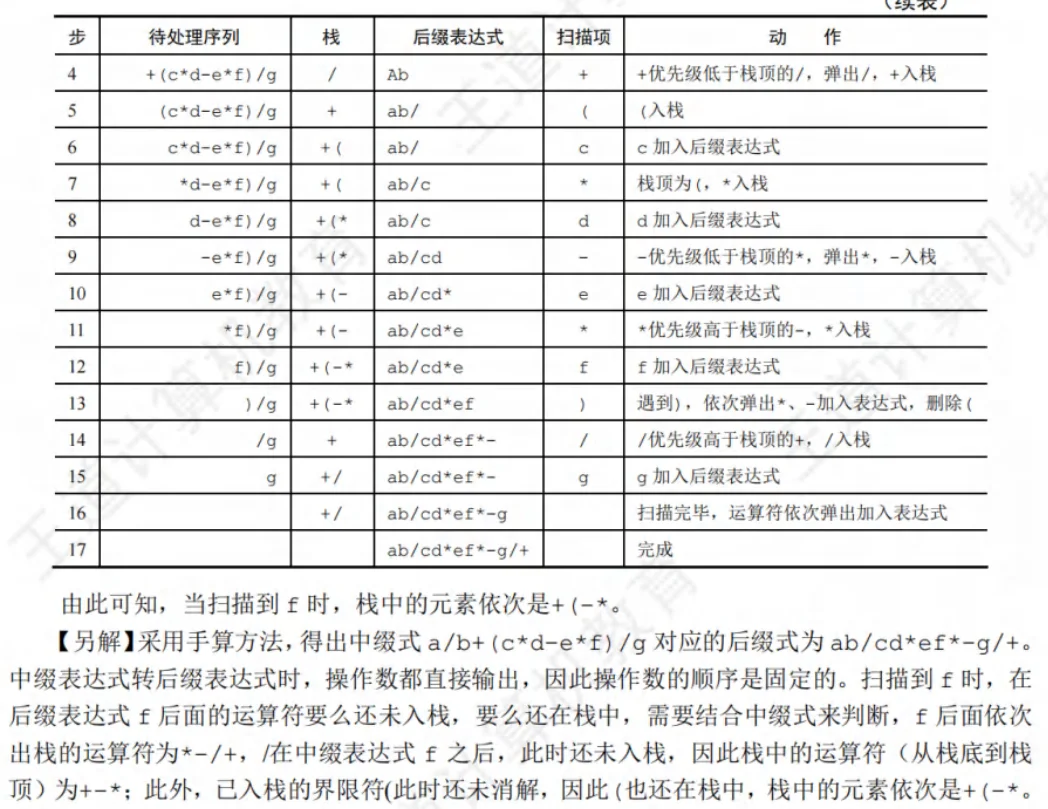 （续表）
步 待处理序列 栈 后缀表达式 扫描项 动 作
4 +(c*d-e*f)/g / Ab + +优先级低于栈顶的/，弹出/，+入栈
5 (c*d-e*f)/g + ab/ ( (入栈
6 c*d-e*f)/g +( ab/ c c 加入后缀表达式
7 *d-e*f)/g +( ab/c * 栈顶为(，*入栈
8 d-e*f)/g +(* ab/c d d 加入后缀表达式
9 -e*f)/g +(* ab/cd - -优先级低于栈顶的*，弹出*，-入栈
10 e*f)/g +(- ab/cd* e e 加入后缀表达式
11 *f)/g +(- ab/cd*e * *优先级高于栈顶的-，*入栈
12 f)/g +(-* ab/cd*e f f 加入后缀表达式
13 )/g +(-* ab/cd*ef ) 遇到)，依次弹出*、-加入表达式，删除(
14 /g + ab/cd*ef*- / /优先级高于栈顶的+，/入栈
15 g +/ ab/cd*ef*- g g 加入后缀表达式
16 +/ ab/cd*ef*-g 扫描完毕，运算符依次弹出加入表达式
17 ab/cd*ef*-g/+ 完成
由此可知，当扫描到 f 时，栈中的元素依次是+(-*。
【另解】采用手算方法，得出中缀式 a/b+(c*d-e*f)/g 对应的后缀式为 ab/cd*ef*-g/+。
中缀表达式转后缀表达式时，操作数都直接输出，因此操作数的顺序是固定的。扫描到 f 时，在
后缀表达式 f 后面的运算符要么还未入栈，要么还在栈中，需要结合中缀式来判断，f 后面依次
出栈的运算符为*-/+，/在中缀表达式 f 之后，此时还未入栈，因此栈中的运算符（从栈底到栈
顶）为+-*；此外，已入栈的界限符(此时还未消解，因此(也还在栈中，栈中的元素依次是+(-*。
王道计算机教育
王道计算机教育